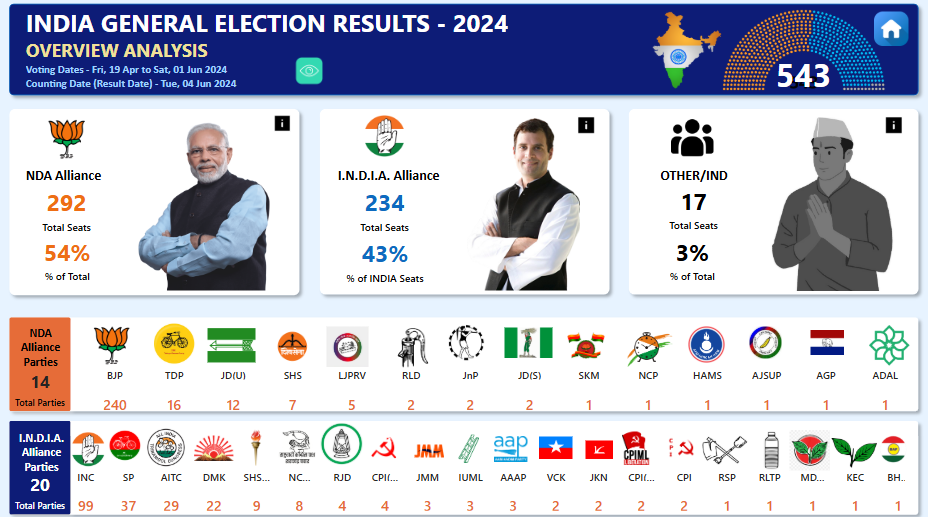 INDIA GENERAL ELECTION RESULTS - 2024
OVERVIEW ANALYSIS
Voting Dates - Fri, 19 Apr to Sat, 01 Jun 2024
Counting Date (Result Date) - Tue, 04 Jun 2024
543
NDA Alliance
292
Total Seats
54%
% of Total
I.N.D.I.A. Alliance
234
Total Seats
43%
% of INDIA Seats
OTHER/IND
17
Total Seats
3%
% of Total
NDA
Alliance
Parties
14
Total Parties
BJP TDP JD(U) SHS LJPRV RLD JnP JD(S) SKM NCP HAMS AJSUP AGP ADAL
240 16 12 7 5 2 2 2 1 1 1 1 1 1
I.N.D.I.A.
Alliance
Parties
20
Total Parties
JMM aap
CPIML
INC SP AITC DMK SHS... NC... RJD CPI(... JMM IUML AAAP VCK JKN CPI(... CPI RSP RLTP MD... KEC BH..
99 37 29 22 9 8 4 4 3 3 3 2 2 2 2 1 1 1 1 1